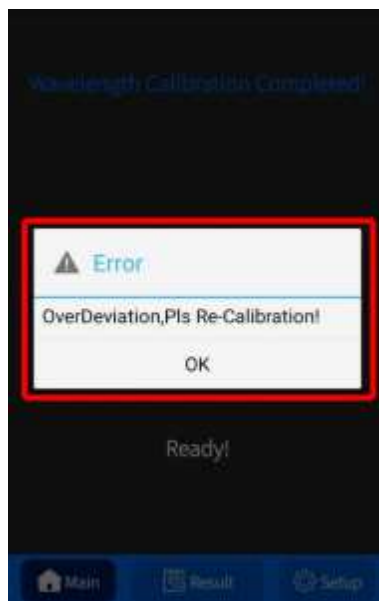 Wavelength Calibration Completed!
Error
OverDeviation,Pls Re-Calibration!
OK
Ready!
Main Result Setup